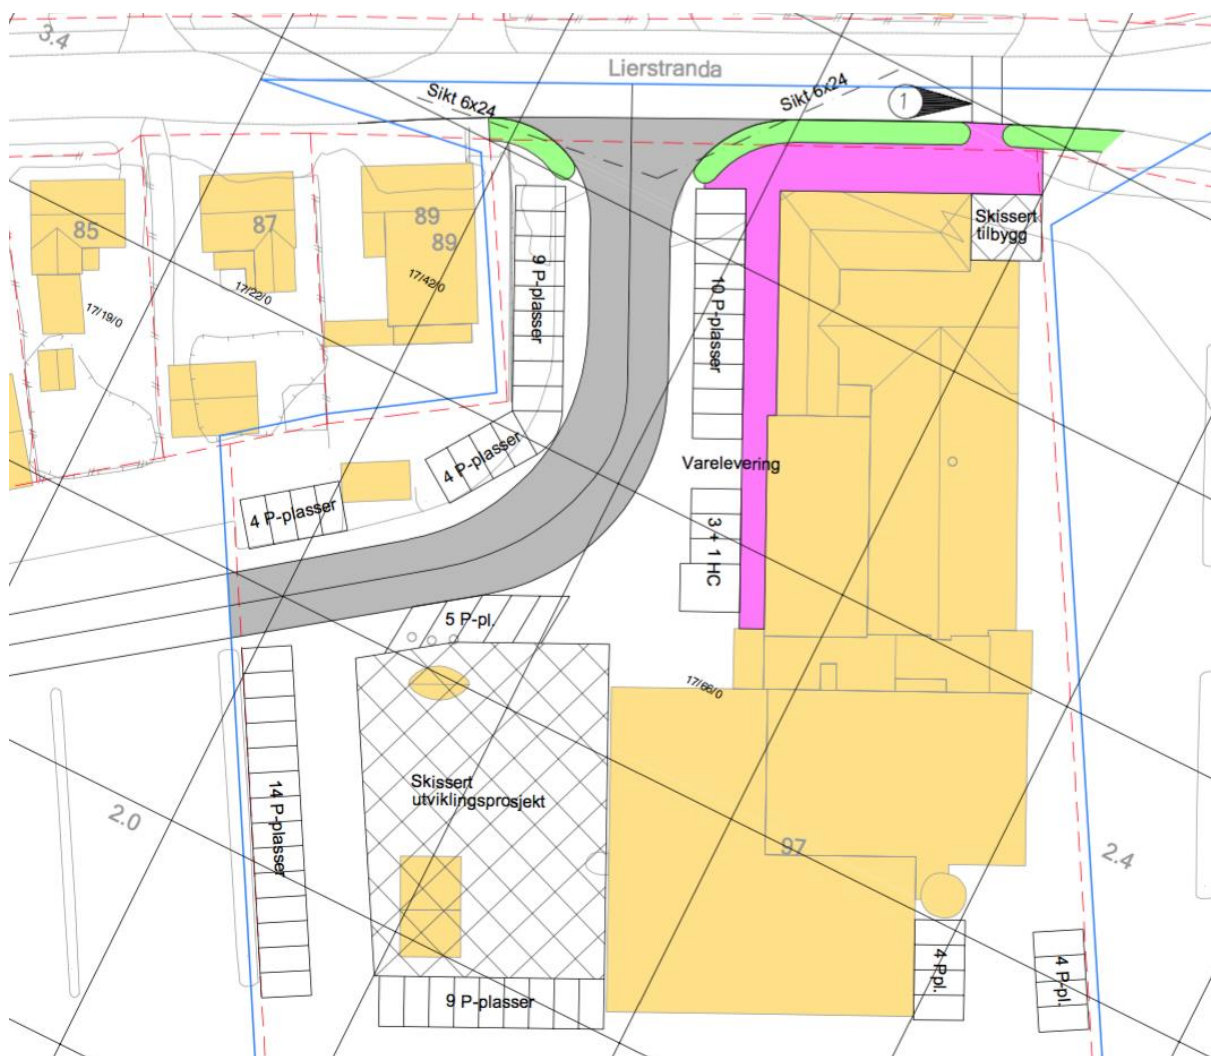 3.4
Lierstranda
Sikt 6x24
Sikt 6x24
1
85
87
89
89
17/19/0
17/22/0
17/42/0
Skissert
tilbygg
9 P-plasser
10 P-plasser
4 P-plasser
4 P-plasser
Varelevering
3 + 1 HC
5 P-pl.
17/66/0
14 P-plasser
Skissert
utviklingsprosjekt
2.0
97
2.4
9 P-plasser
4 Ppl.
4 P-pl.